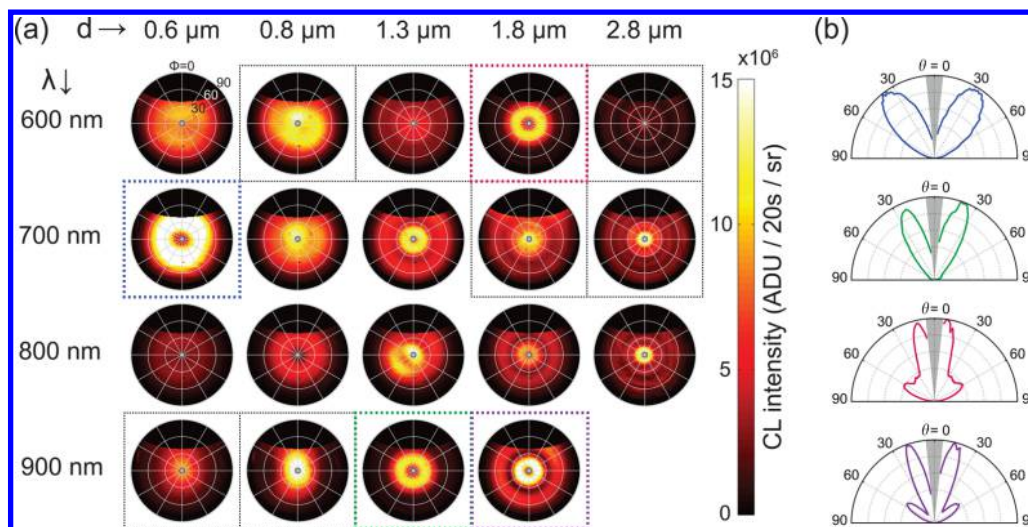 (a) d → 0.6 µm 0.8 µm 1.3 µm 1.8 µm 2.8 µm
λ↓
Φ=0
90
60
30
600 nm
700 nm
800 nm
900 nm
x10⁶
15
10
5
0
CL intensity (ADU / 20s / sr)
(b)
θ = 0
30 30
60 60
90 9
θ = 0
30 30
60 60
90 9
θ = 0
30 30
60 60
90 9
θ = 0
30 30
60 60
90 9